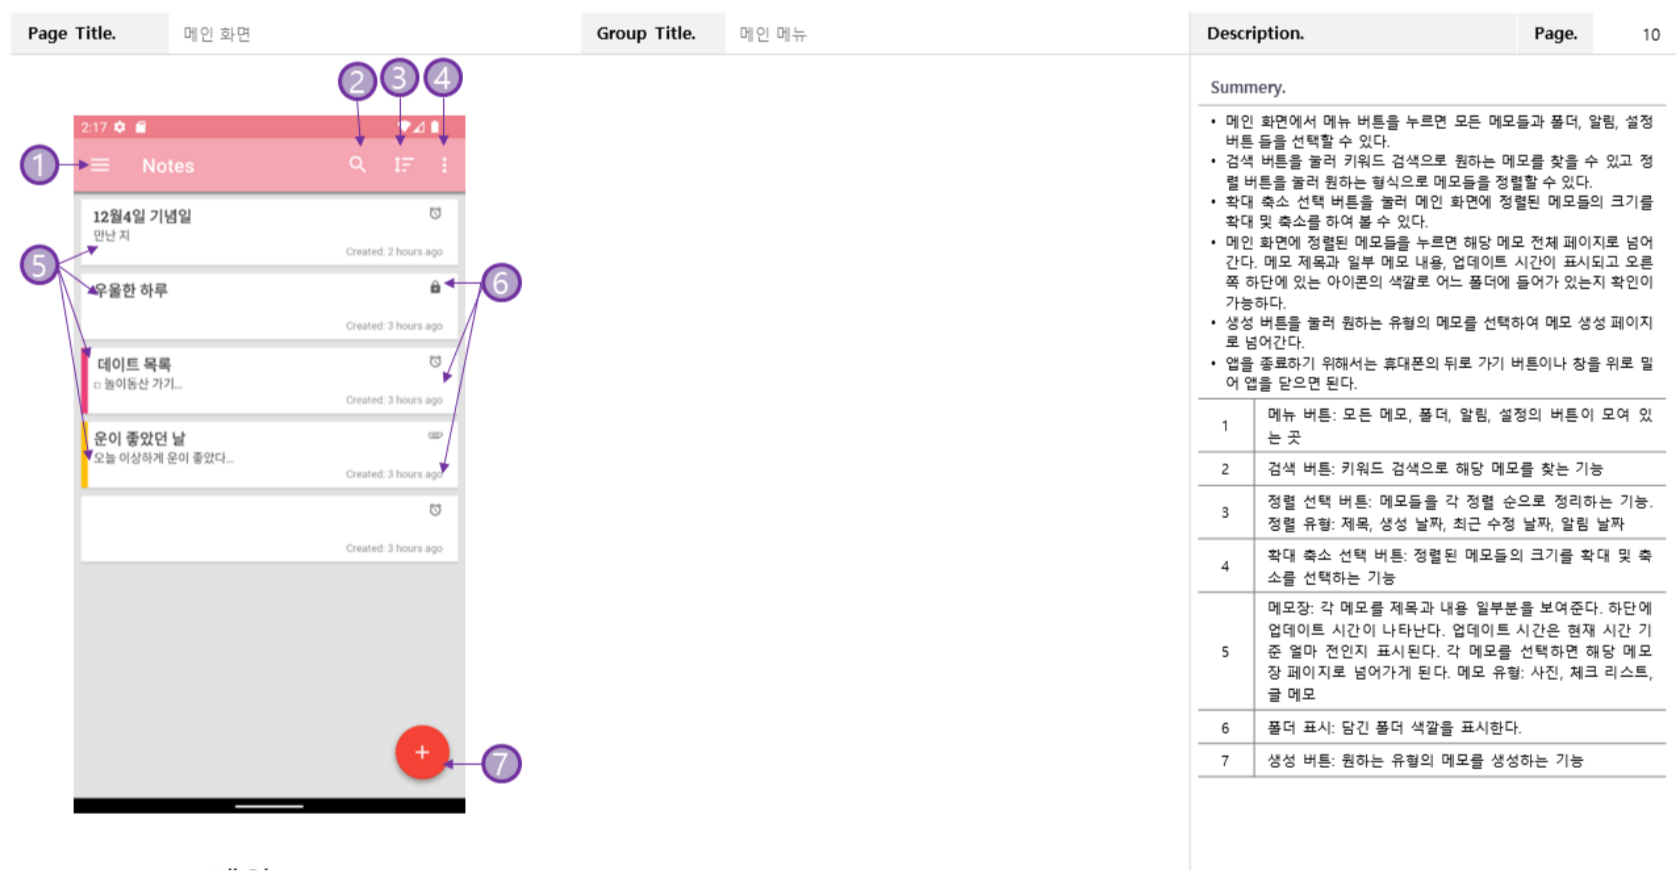 Page Title.
메인 화면
Group Title.
메인 메뉴
Description.
Page.
10
2
3
4
2:17
1
Notes
12월4일 기념일
만난 지
Created: 2 hours ago
5
우울한 하루
6
Created: 3 hours ago
데이트 목록
□ 놀이동산 가기...
Created: 3 hours ago
운이 좋았던 날
오늘 이상하게 운이 좋았다...
Created: 3 hours ago
Created: 3 hours ago
+
7
Summery.
• 메인 화면에서 메뉴 버튼을 누르면 모든 메모들과 폴더, 알림, 설정
버튼 들을 선택할 수 있다.
• 검색 버튼을 눌러 키워드 검색으로 원하는 메모를 찾을 수 있고 정
렬 버튼을 눌러 원하는 형식으로 메모들을 정렬할 수 있다.
• 확대 축소 선택 버튼을 눌러 메인 화면에 정렬된 메모들의 크기를
확대 및 축소를 하여 볼 수 있다.
• 메인 화면에 정렬된 메모들을 누르면 해당 메모 전체 페이지로 넘어
간다. 메모 제목과 일부 메모 내용, 업데이트 시간이 표시되고 오른
쪽 하단에 있는 아이콘의 색깔로 어느 폴더에 들어가 있는지 확인이
가능하다.
• 생성 버튼을 눌러 원하는 유형의 메모를 선택하여 메모 생성 페이지
로 넘어간다.
• 앱을 종료하기 위해서는 휴대폰의 뒤로 가기 버튼이나 창을 위로 밀
어 앱을 닫으면 된다.
1
메뉴 버튼: 모든 메모, 폴더, 알림, 설정의 버튼이 모여 있
는 곳
2
검색 버튼: 키워드 검색으로 해당 메모를 찾는 기능
3
정렬 선택 버튼: 메모들을 각 정렬 순으로 정리하는 기능.
정렬 유형: 제목, 생성 날짜, 최근 수정 날짜, 알림 날짜
4
확대 축소 선택 버튼: 정렬된 메모들의 크기를 확대 및 축
소를 선택하는 기능
5
메모장: 각 메모를 제목과 내용 일부분을 보여준다. 하단에
업데이트 시간이 나타난다. 업데이트 시간은 현재 시간 기
준 얼마 전인지 표시된다. 각 메모를 선택하면 해당 메모
장 페이지로 넘어가게 된다. 메모 유형: 사진, 체크 리스트,
글 메모
6
폴더 표시: 담긴 폴더 색깔을 표시한다.
7
생성 버튼: 원하는 유형의 메모를 생성하는 기능